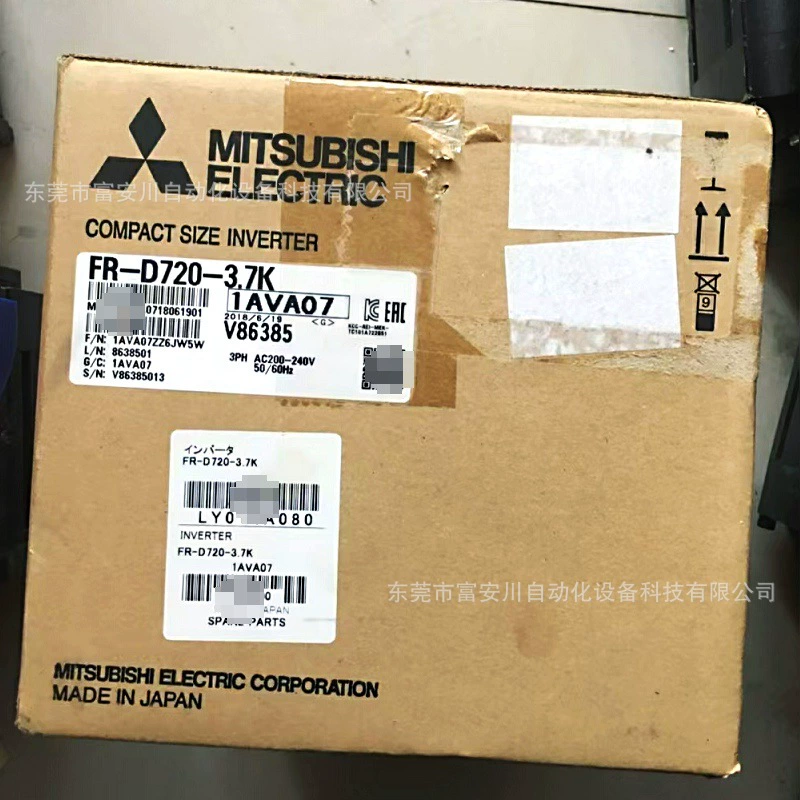 MITSUBISHI
ELECTRIC
东莞市富安川自动化设备科技有限公司
COMPACT SIZE INVERTER
FR-D720-3.7K
1AVA07
0718061901
2018/6/19 <G>
V86385
EAC
F/N: 1AVA07ZZ6JW5W
L/N: 8638501
G/C: 1AVA07
S/N: V86385013
3PH AC200-240V
50/60Hz
9
インバータ
FR-D720-3.7K
INVERTER
FR-D720-3.7K
1AVA07
JAPAN
SPARE PARTS
东莞市富安川自动化设备科技有限公司
MITSUBISHI ELECTRIC CORPORATION
MADE IN JAPAN